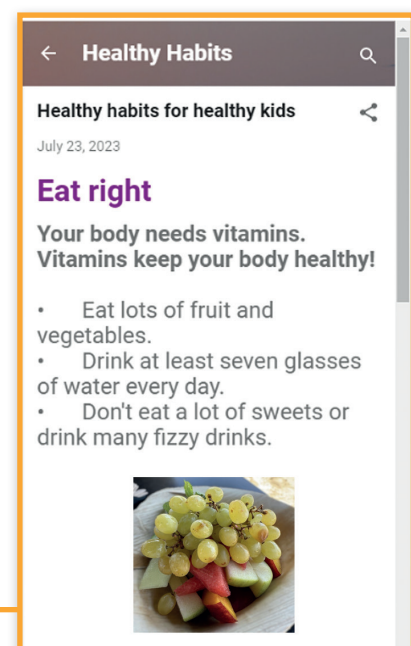 Healthy Habits
Healthy habits for healthy kids
July 23, 2023
Eat right
Your body needs vitamins.
Vitamins keep your body healthy!
• Eat lots of fruit and
vegetables.
• Drink at least seven glasses
of water every day.
• Don't eat a lot of sweets or
drink many fizzy drinks.